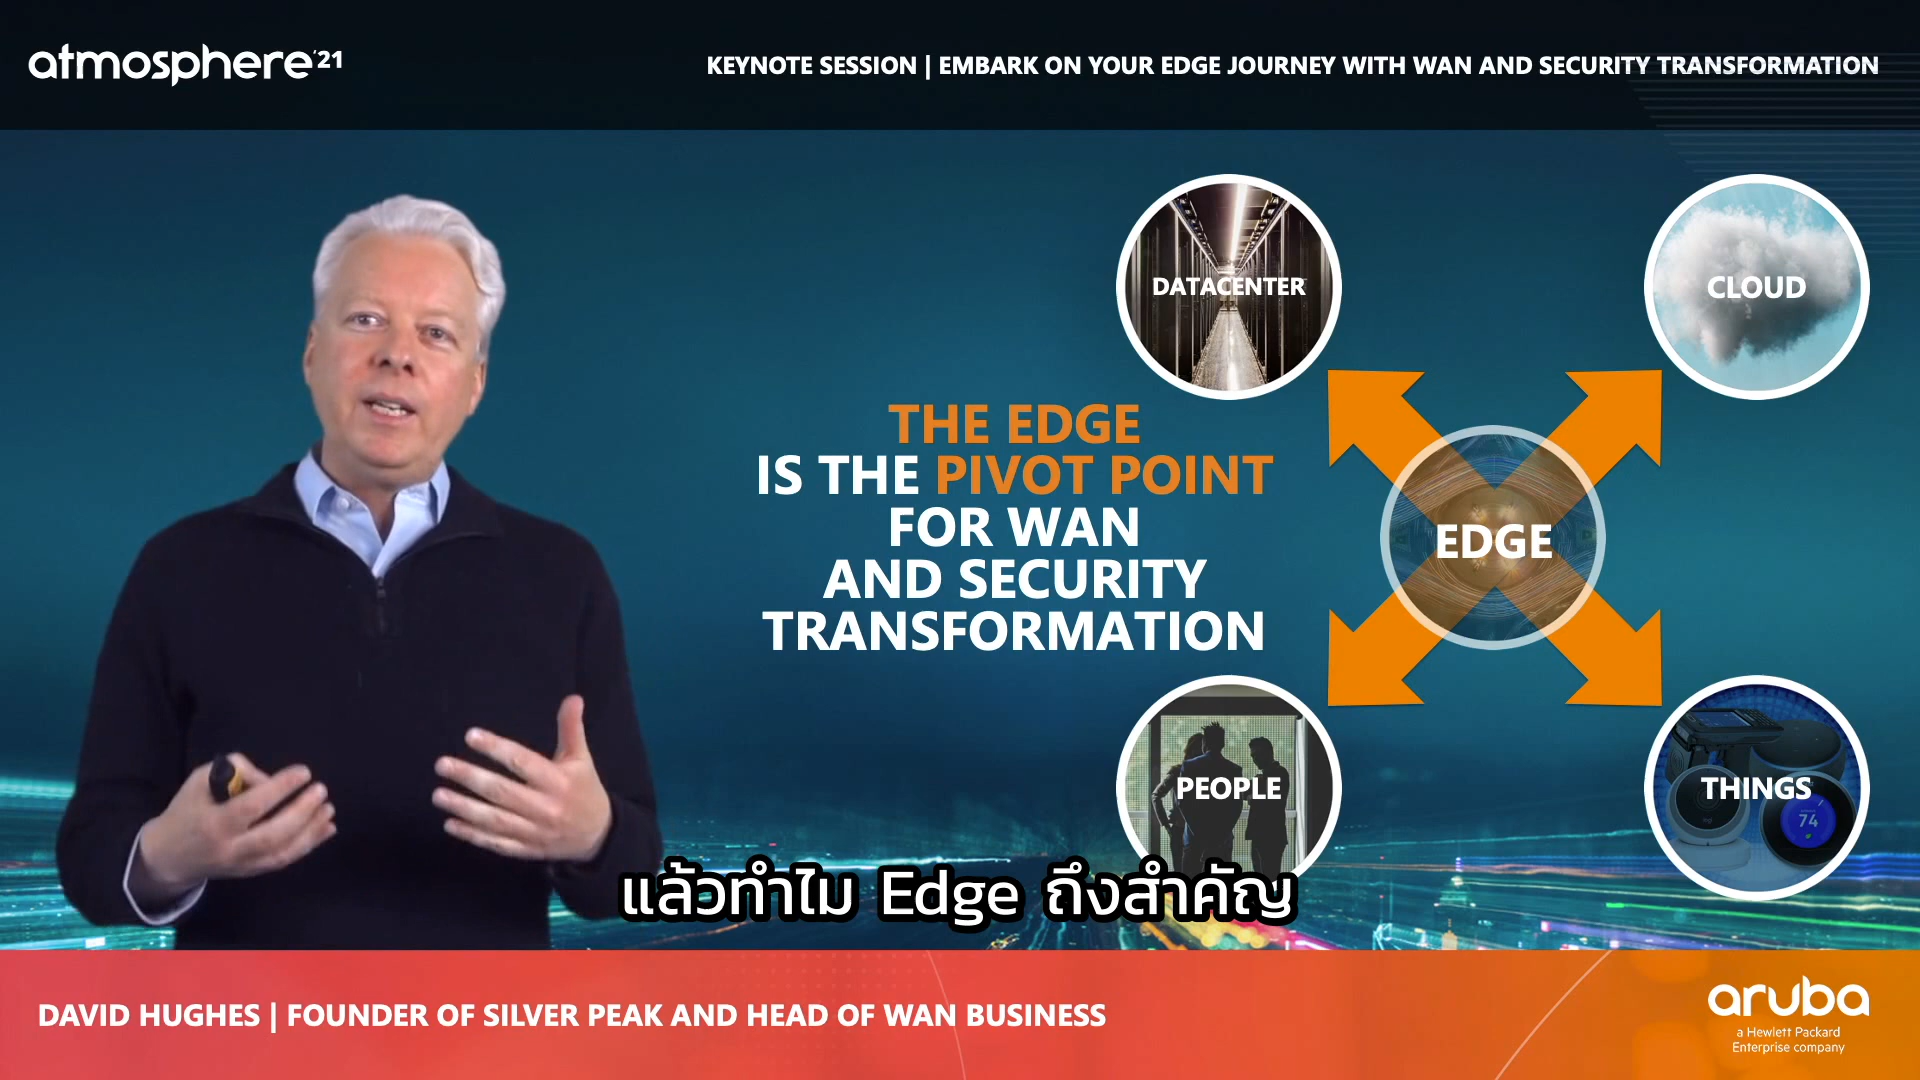 atmosphere'21
KEYNOTE SESSION | EMBARK ON YOUR EDGE JOURNEY WITH WAN AND SECURITY TRANSFORMATION
DATACENTER
CLOUD
THE EDGE
IS THE PIVOT POINT
FOR WAN
AND SECURITY
TRANSFORMATION
EDGE
PEOPLE
THINGS
74
แล้วทำไม Edge ถึงสำคัญ
DAVID HUGHES | FOUNDER OF SILVER PEAK AND HEAD OF WAN BUSINESS
aruba
a Hewlett Packard
Enterprise company